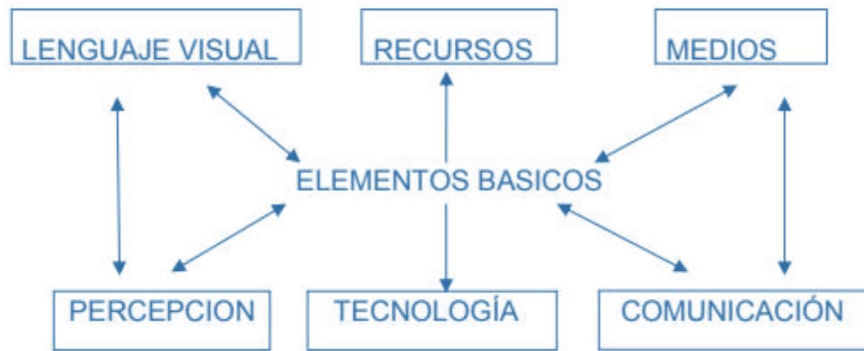 LENGUAJE VISUAL
RECURSOS
MEDIOS
ELEMENTOS BASICOS
PERCEPCION
TECNOLOGÍA
COMUNICACIÓN